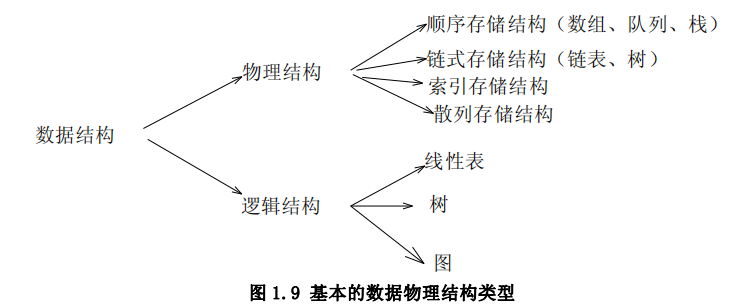 顺序存储结构（数组、队列、栈）
链式存储结构（链表、树）
物理结构
索引存储结构
散列存储结构
数据结构
线性表
逻辑结构
树
图
图 1.9 基本的数据物理结构类型